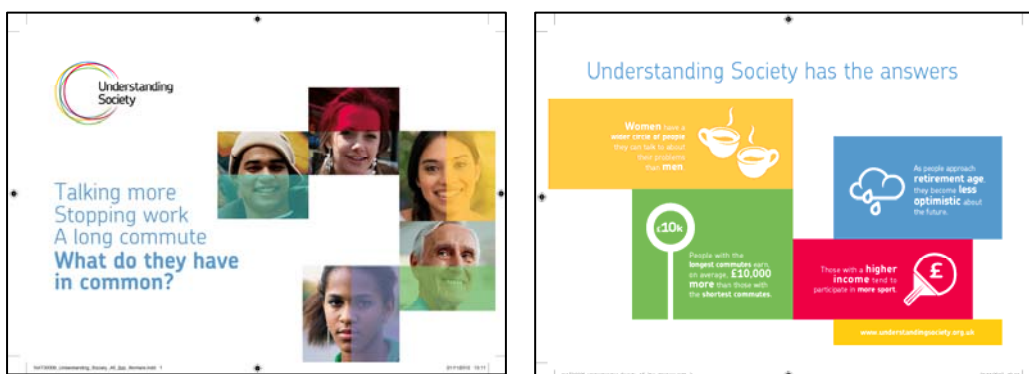 Understanding
Society
Talking more
Stopping work
A long commute
What do they have
in common?
Understanding Society has the answers
Women have a
wider circle of people
they can talk to about
their problems
than men.
As people approach
retirement age,
they become less
optimistic about
the future.
£10k
People with the
longest commutes earn,
on average, £10,000
more than those with
the shortest commutes.
Those with a higher
income tend to
participate in more sport.
£
www.understandingsociety.org.uk